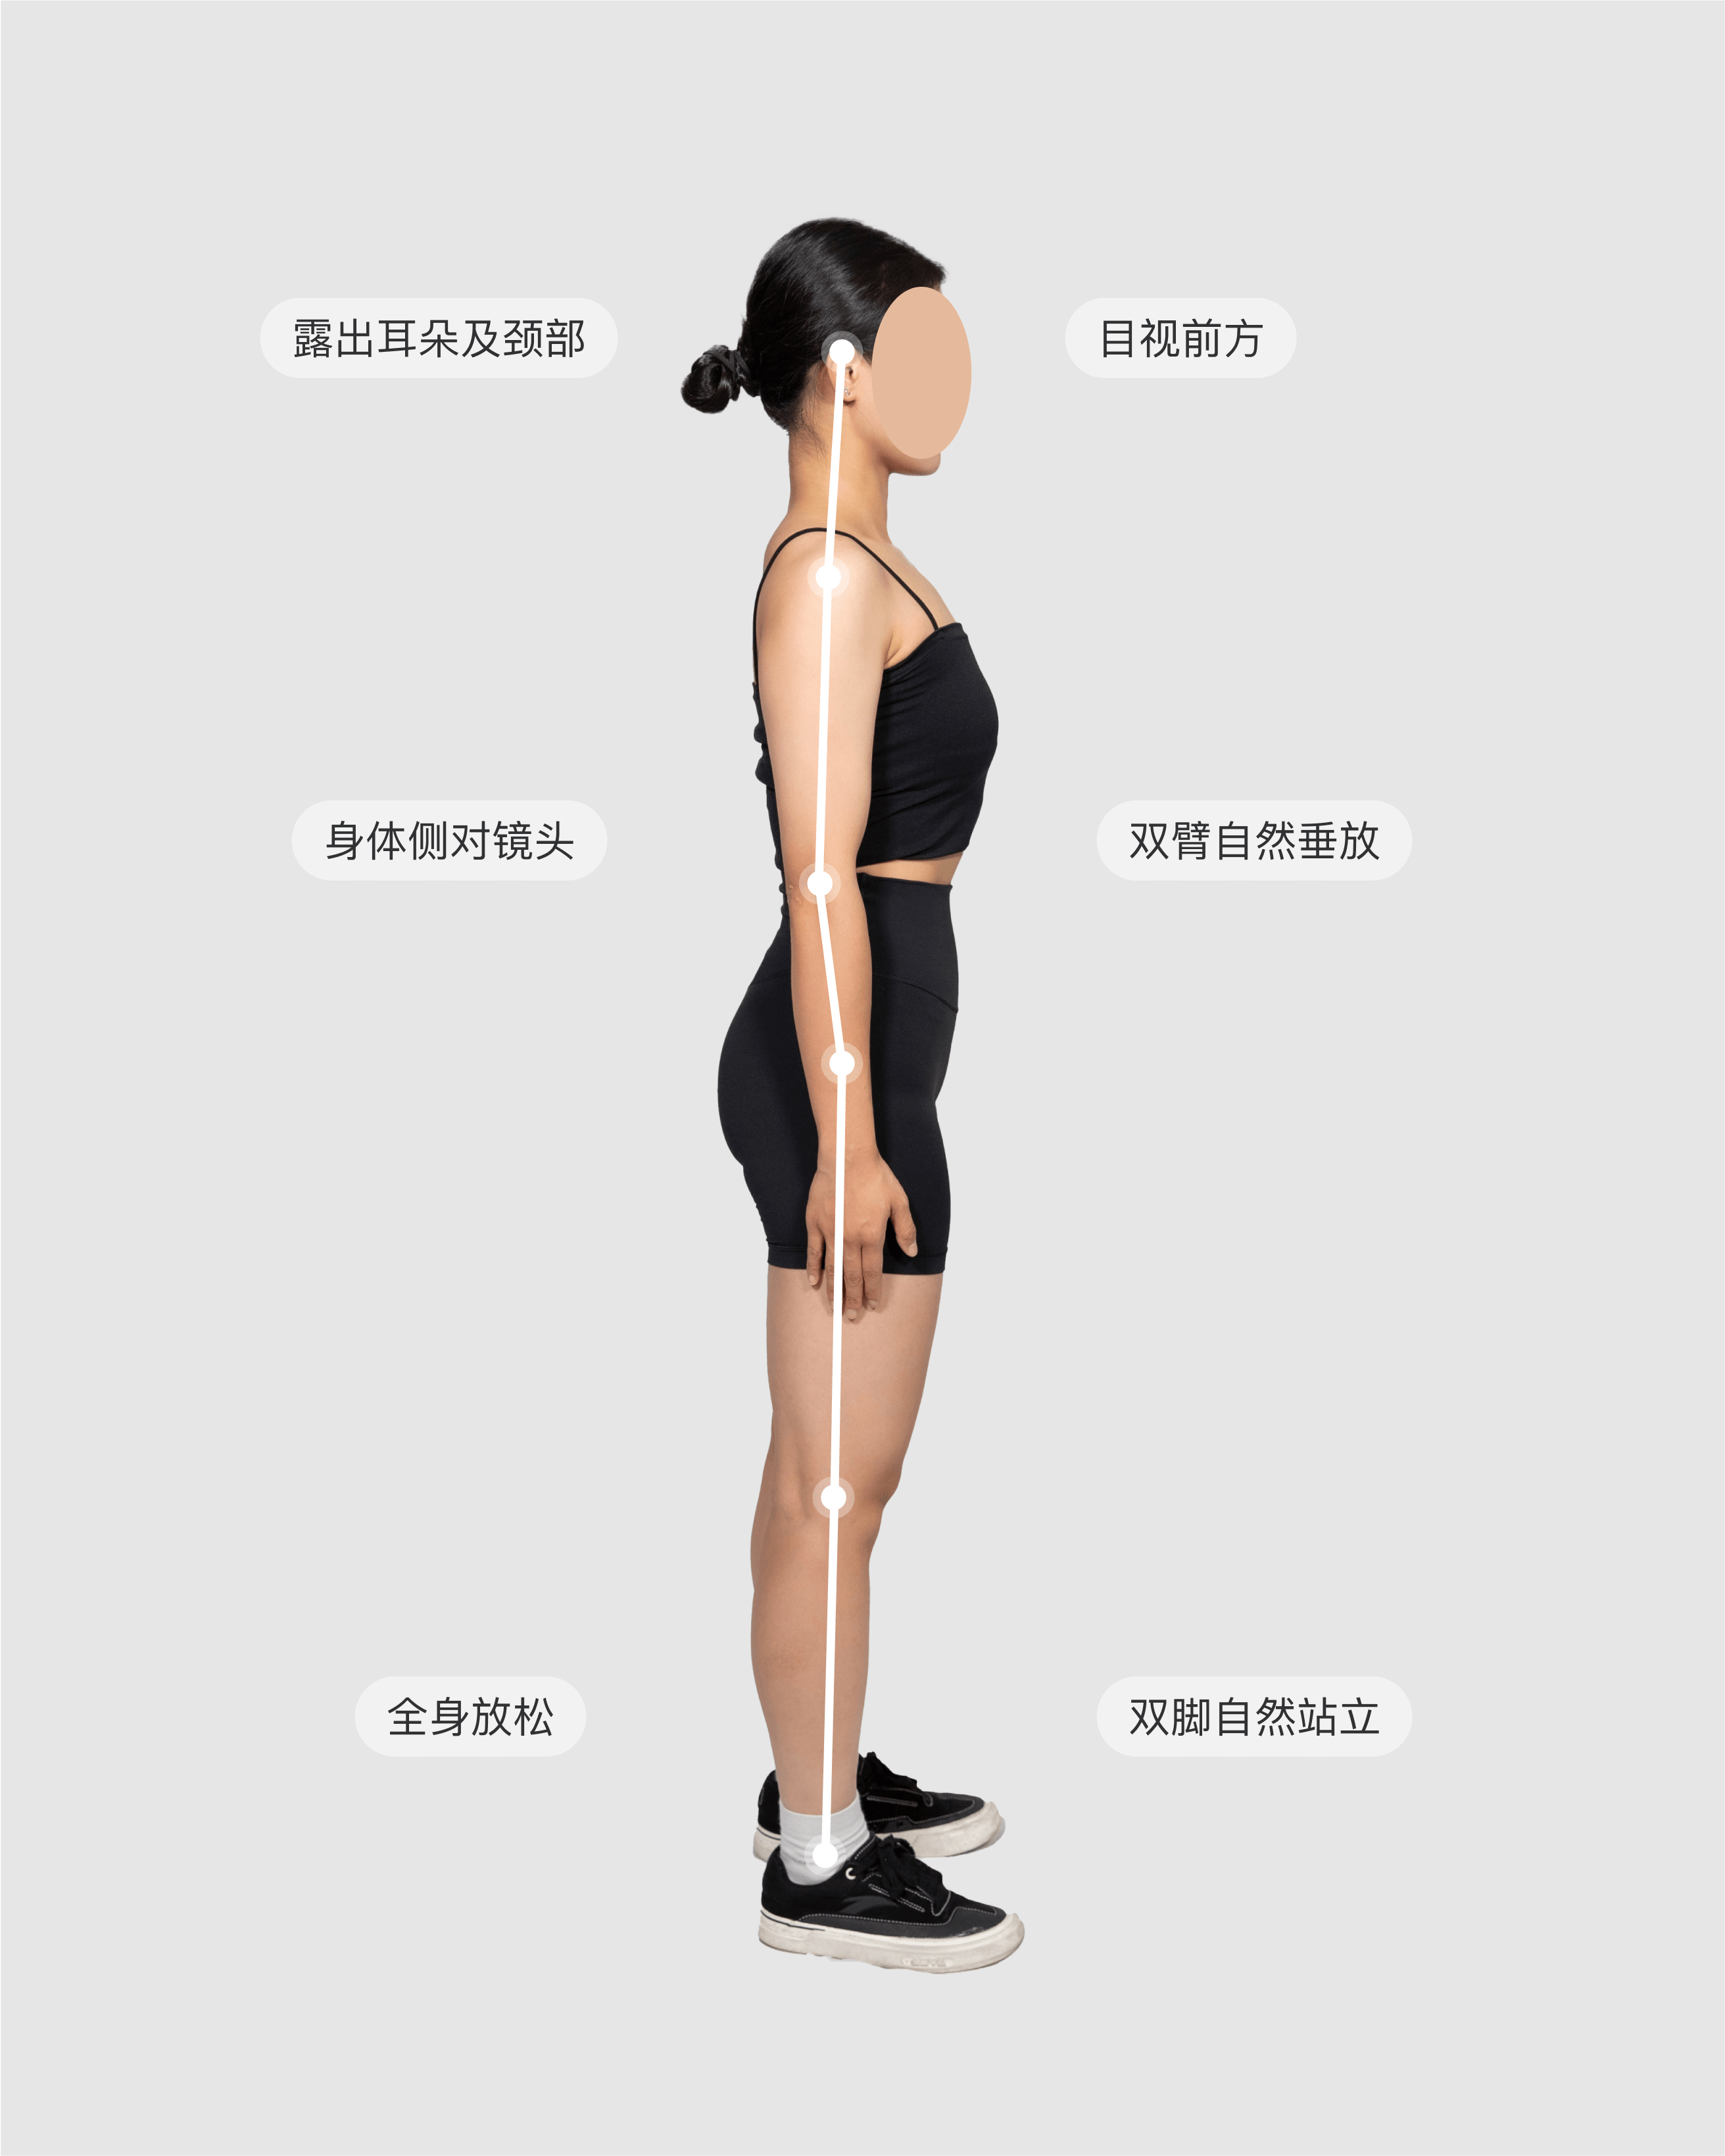 露出耳朵及颈部
目视前方
身体侧对镜头
双臂自然垂放
全身放松
双脚自然站立